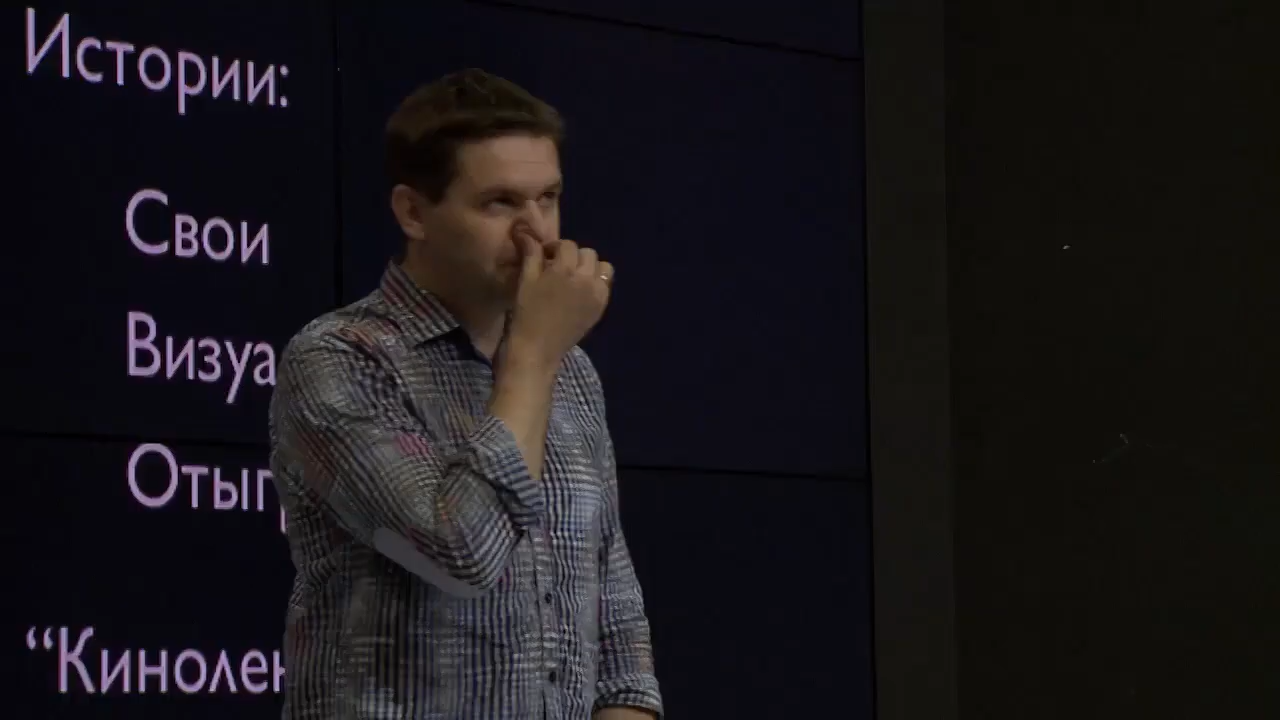 Истории:
Свои
Визуа
Отыг
“Кинолен